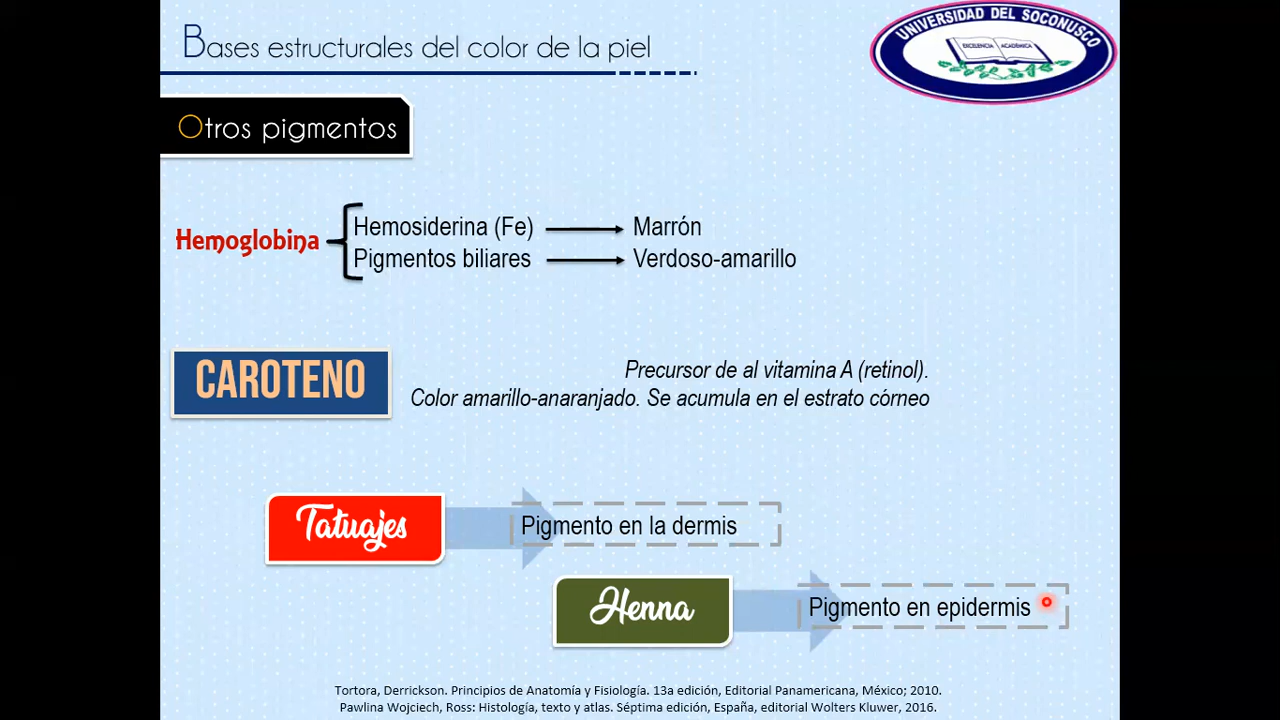 Bases estructurales del color de la piel
UNIVERSIDAD DEL SOCONUSCO
EXCELENCIA ACADÉMICA
Otros pigmentos
Hemoglobina
Hemosiderina (Fe) Marrón
Pigmentos biliares Verdoso-amarillo
CAROTENO
Precursor de al vitamina A (retinol).
Color amarillo-anaranjado. Se acumula en el estrato córneo
Tatuajes
Pigmento en la dermis
Henna
Pigmento en epidermis
Tortora, Derrickson. Principios de Anatomía y Fisiología. 13a edición, Editorial Panamericana, México; 2010.
Pawlina Wojciech, Ross: Histología, texto y atlas. Séptima edición, España, editorial Wolters Kluwer, 2016.